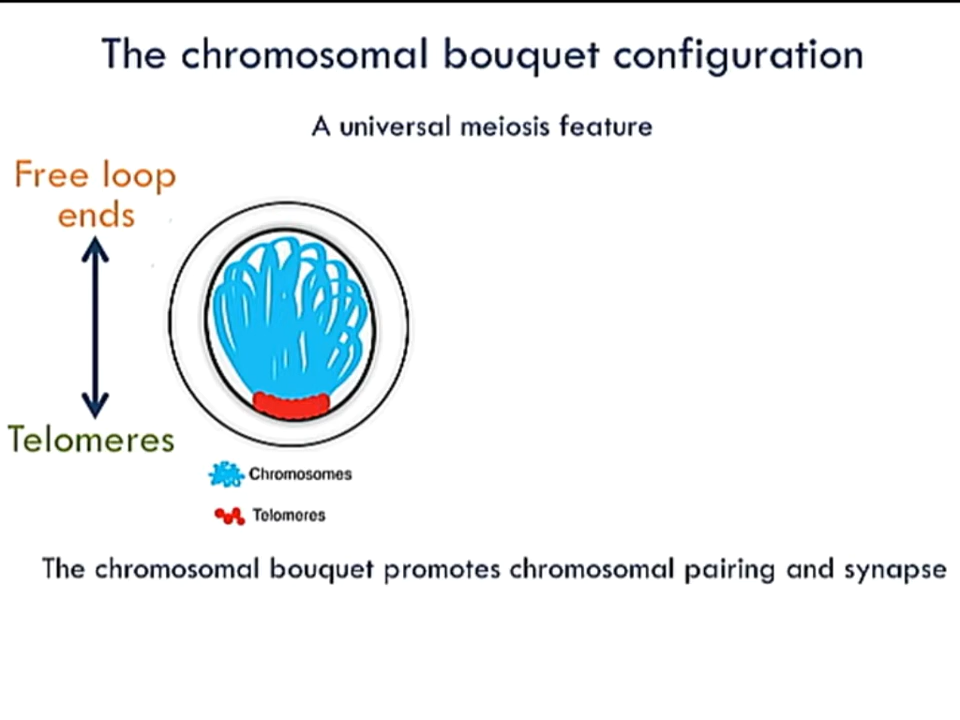 The chromosomal bouquet configuration
A universal meiosis feature
Free loop
ends
Telomeres
Chromosomes
Telomeres
The chromosomal bouquet promotes chromosomal pairing and synapse